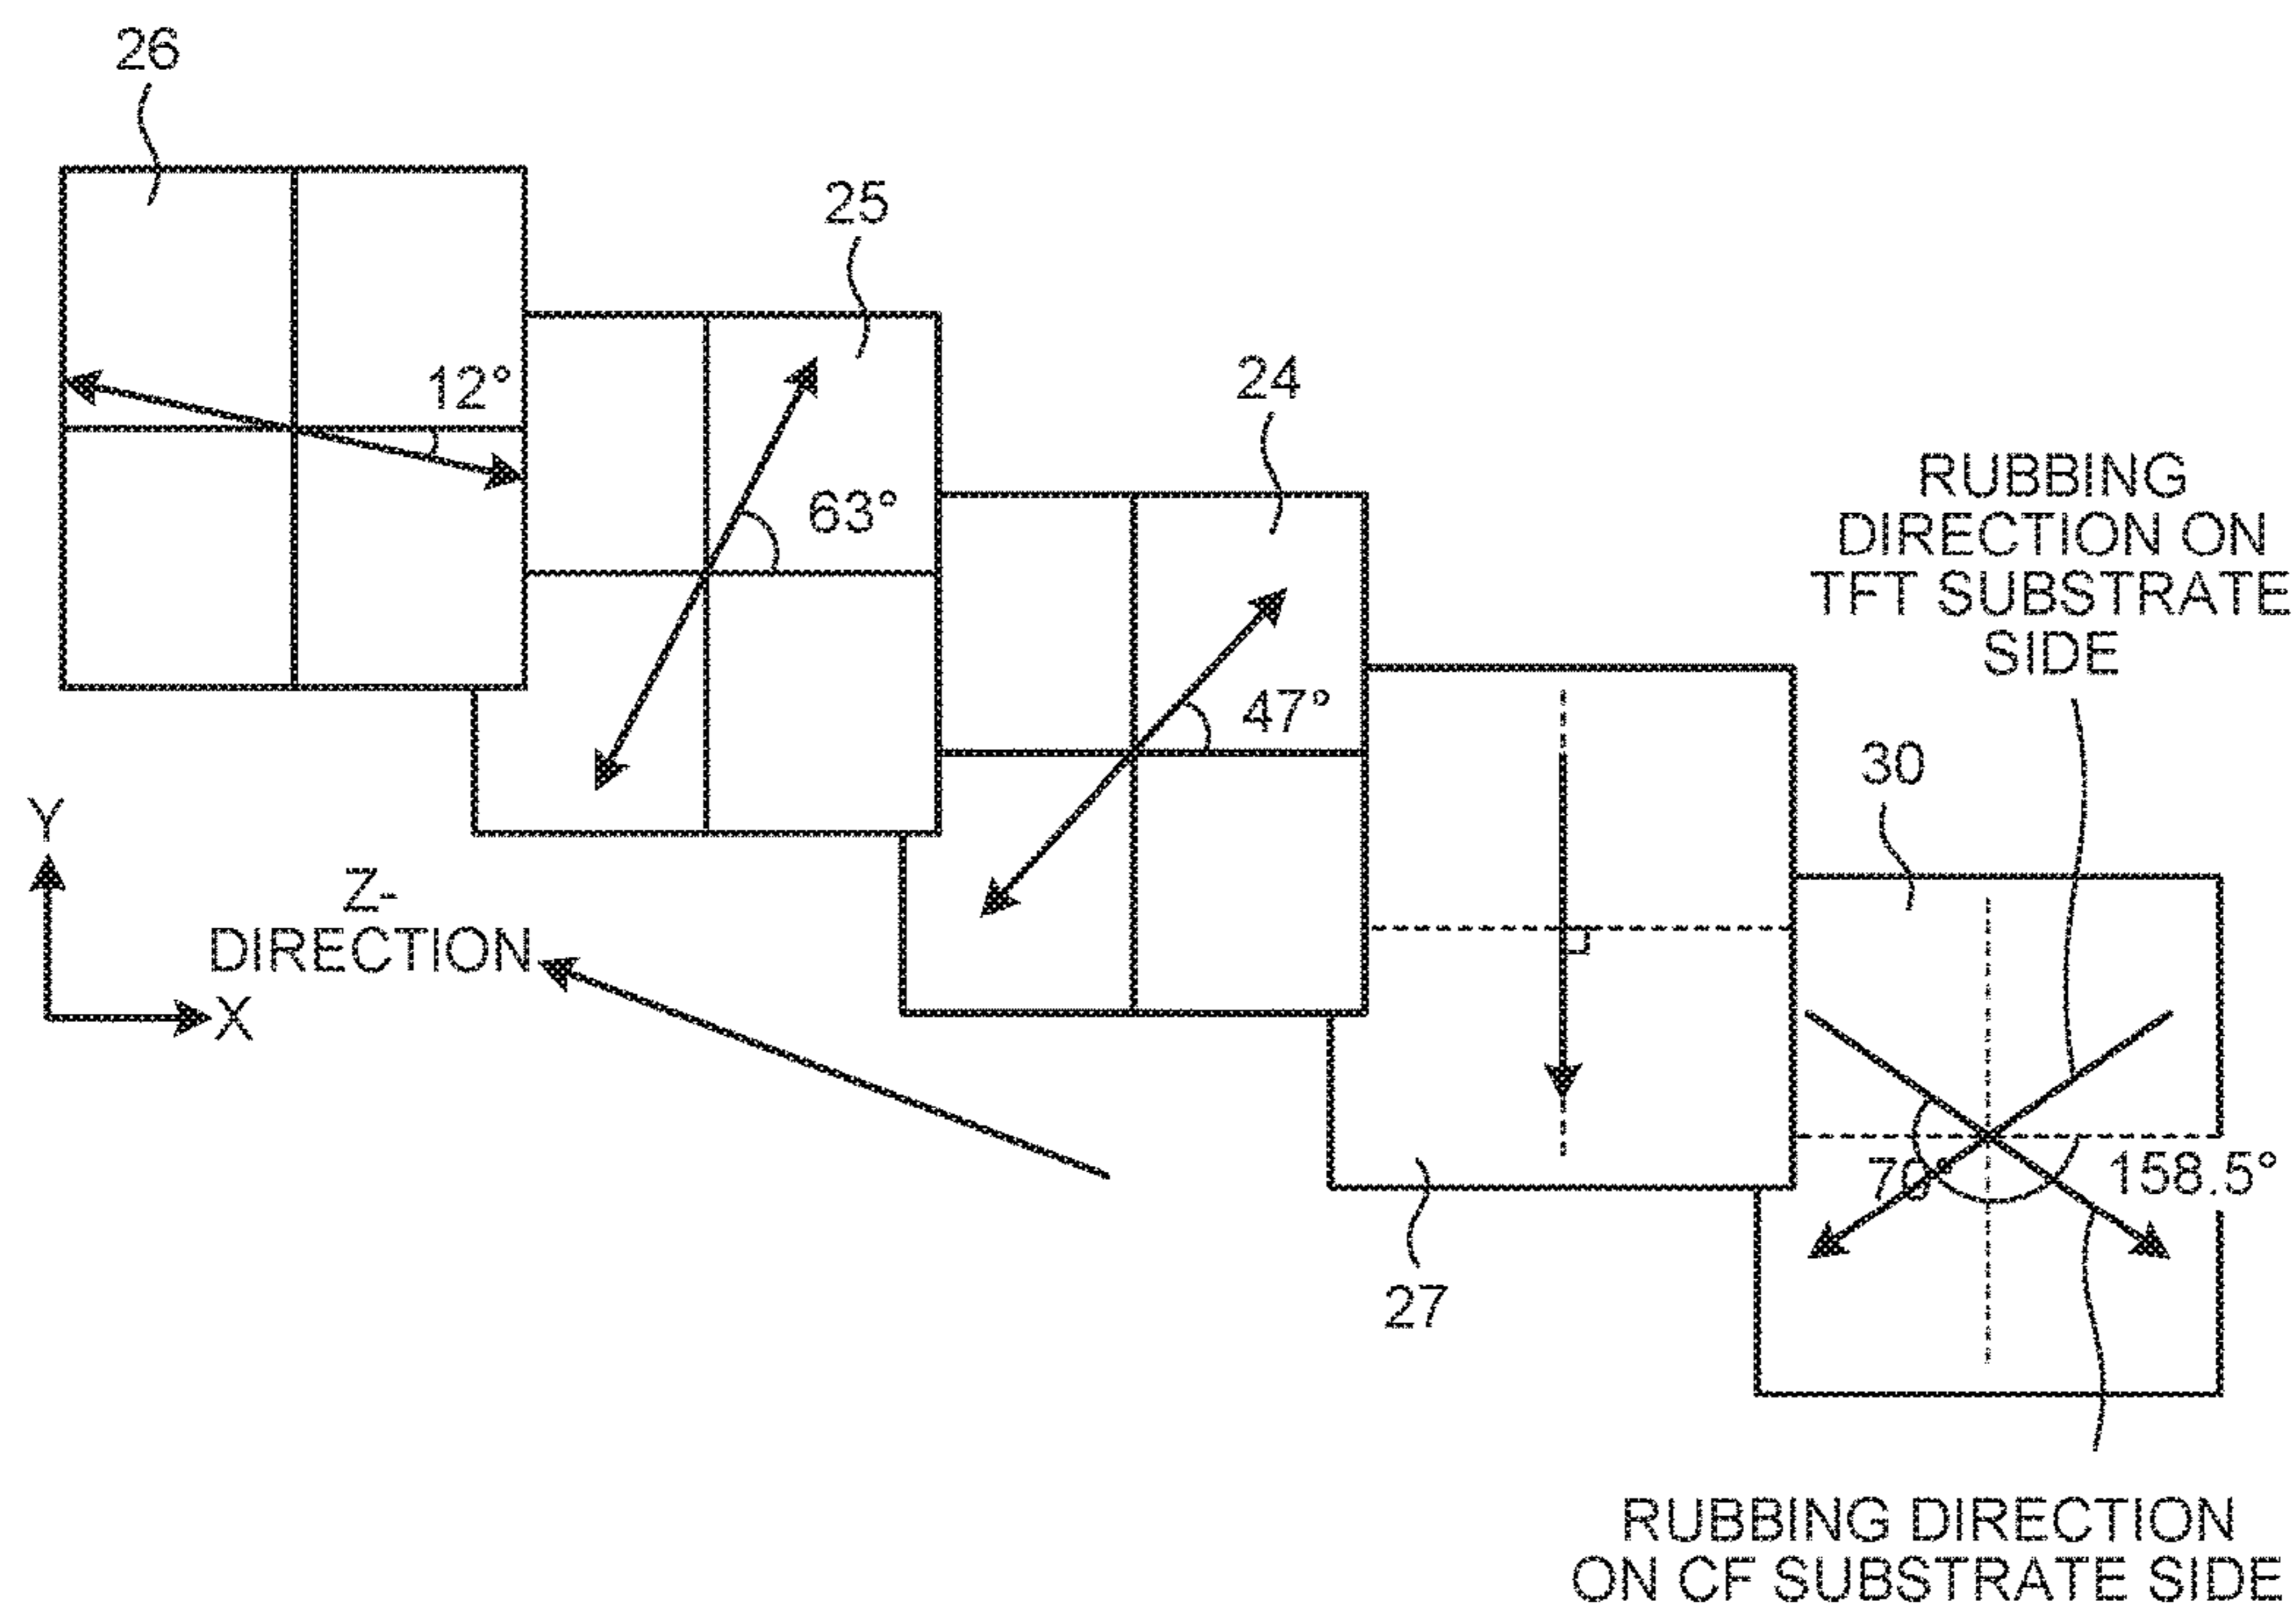 26
25
12°
24
63°
RUBBING
DIRECTION ON
TFT SUBSTRATE
SIDE
47°
30
Y
Z-
DIRECTION
X
70°
158.5°
27
RUBBING DIRECTION
ON CF SUBSTRATE SIDE